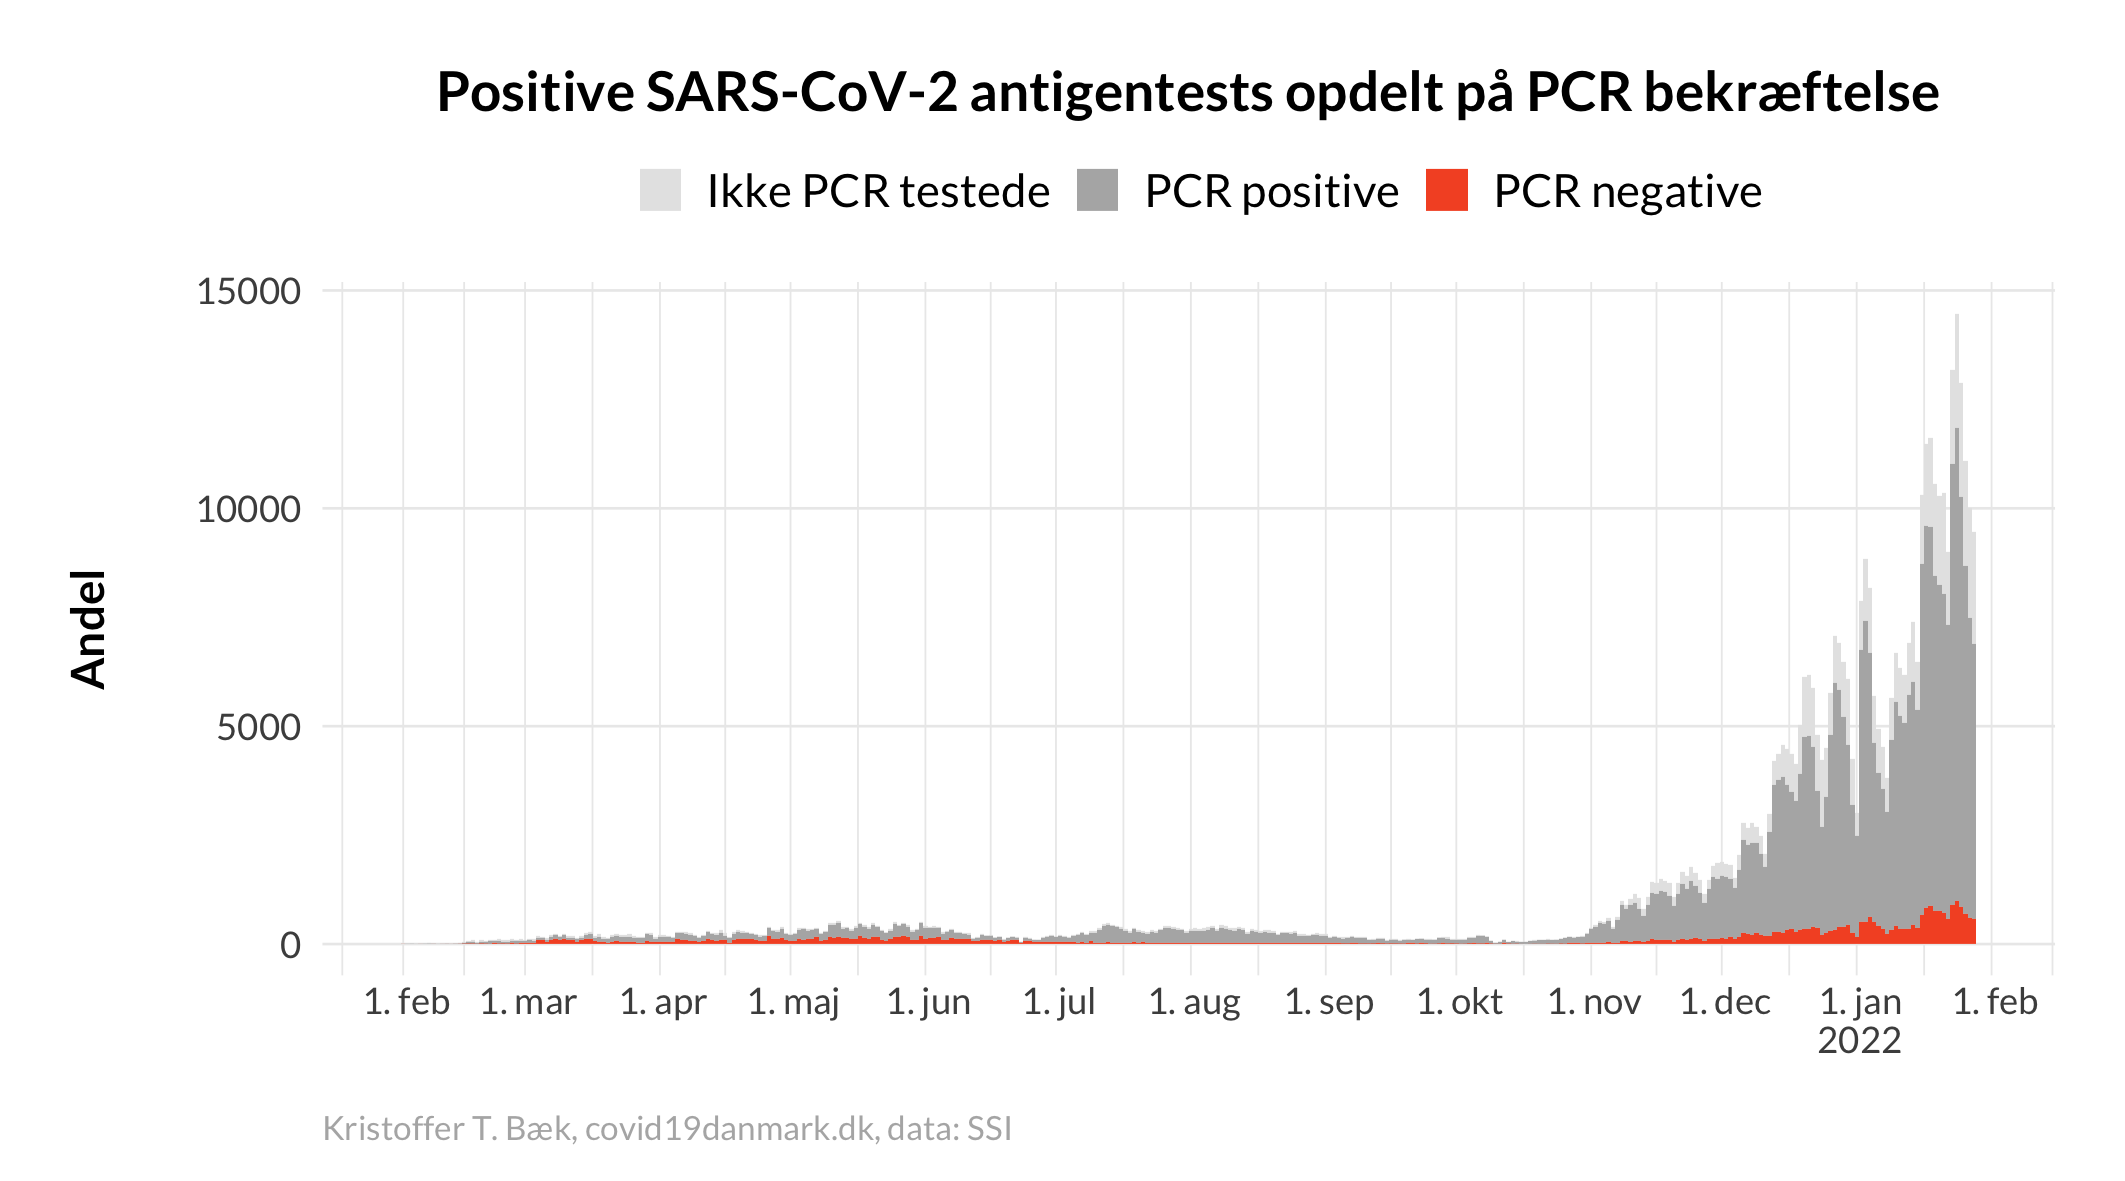 Positive SARS-CoV-2 antigentests opdelt på PCR bekræftelse
Ikke PCR testede PCR positive PCR negative
15000
10000
5000
0
Andel
1. feb 1. mar 1. apr 1. maj 1. jun 1. jul 1. aug 1. sep 1. okt 1. nov 1. dec 1. jan 1. feb
2022
Kristoffer T. Bæk, covid19danmark.dk, data: SSI